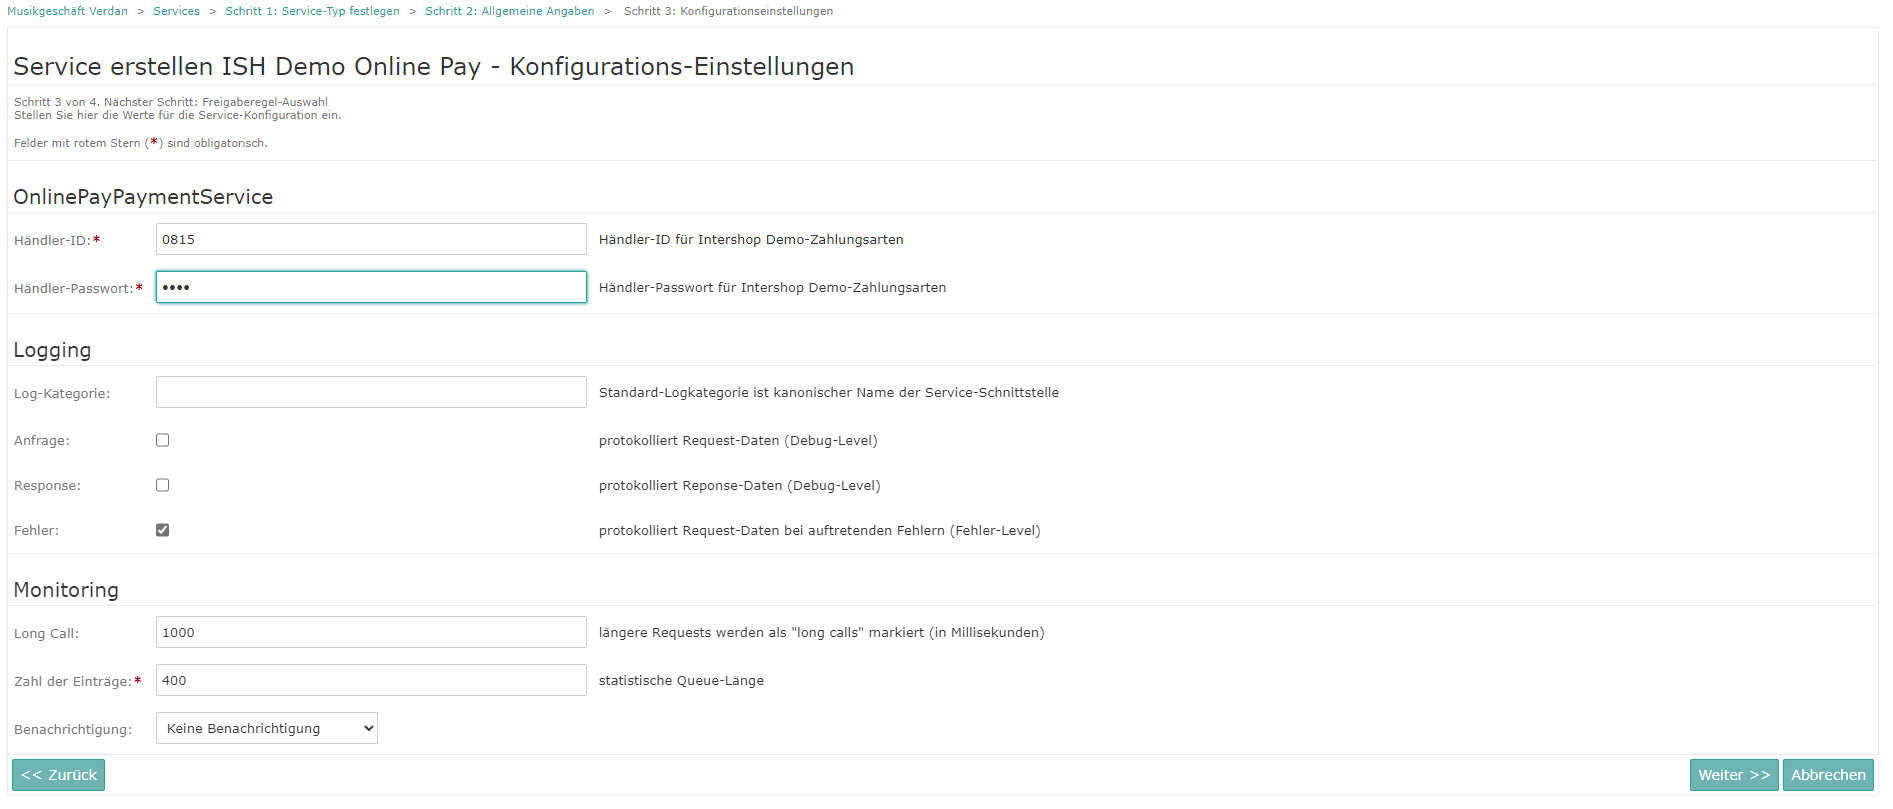 Musikgeschäft Verdan > Services > Schritt 1: Service-Typ festlegen > Schritt 2: Allgemeine Angaben > Schritt 3: Konfigurationseinstellungen
Service erstellen ISH Demo Online Pay - Konfigurations-Einstellungen
Schritt 3 von 4. Nächster Schritt: Freigaberegel-Auswahl
Stellen Sie hier die Werte für die Service-Konfiguration ein.
Felder mit rotem Stern (*) sind obligatorisch.
OnlinePayPaymentService
Händler-ID:* 0815 Händler-ID für Intershop Demo-Zahlungsarten
Händler-Passwort:* •••• Händler-Passwort für Intershop Demo-Zahlungsarten
Logging
Log-Kategorie: Standard-Logkategorie ist kanonischer Name der Service-Schnittstelle
Anfrage: protokolliert Request-Daten (Debug-Level)
Response: protokolliert Reponse-Daten (Debug-Level)
Fehler: protokolliert Request-Daten bei auftretenden Fehlern (Fehler-Level)
Monitoring
Long Call: 1000 längere Requests werden als "long calls" markiert (in Millisekunden)
Zahl der Einträge:* 400 statistische Queue-Länge
Benachrichtigung: Keine Benachrichtigung
<< Zurück Weiter >> Abbrechen